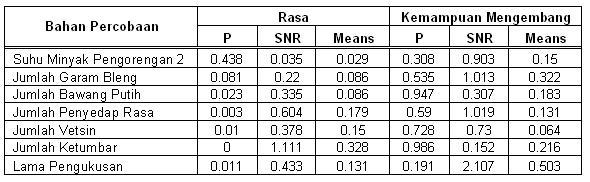 Bahan Percobaan Rasa Kemampuan Mengembang
P SNR Means P SNR Means
Suhu Minyak Pengorengan 2 0.438 0.035 0.029 0.308 0.903 0.15
Jumlah Garam Bleng 0.081 0.22 0.086 0.535 1.013 0.322
Jumlah Bawang Putih 0.023 0.335 0.086 0.947 0.307 0.183
Jumlah Penyedap Rasa 0.003 0.604 0.179 0.59 1.019 0.131
Jumlah Vetsin 0.01 0.378 0.15 0.728 0.73 0.064
Jumlah Ketumbar 0 1.111 0.328 0.986 0.152 0.216
Lama Pengukusan 0.011 0.433 0.131 0.191 2.107 0.503